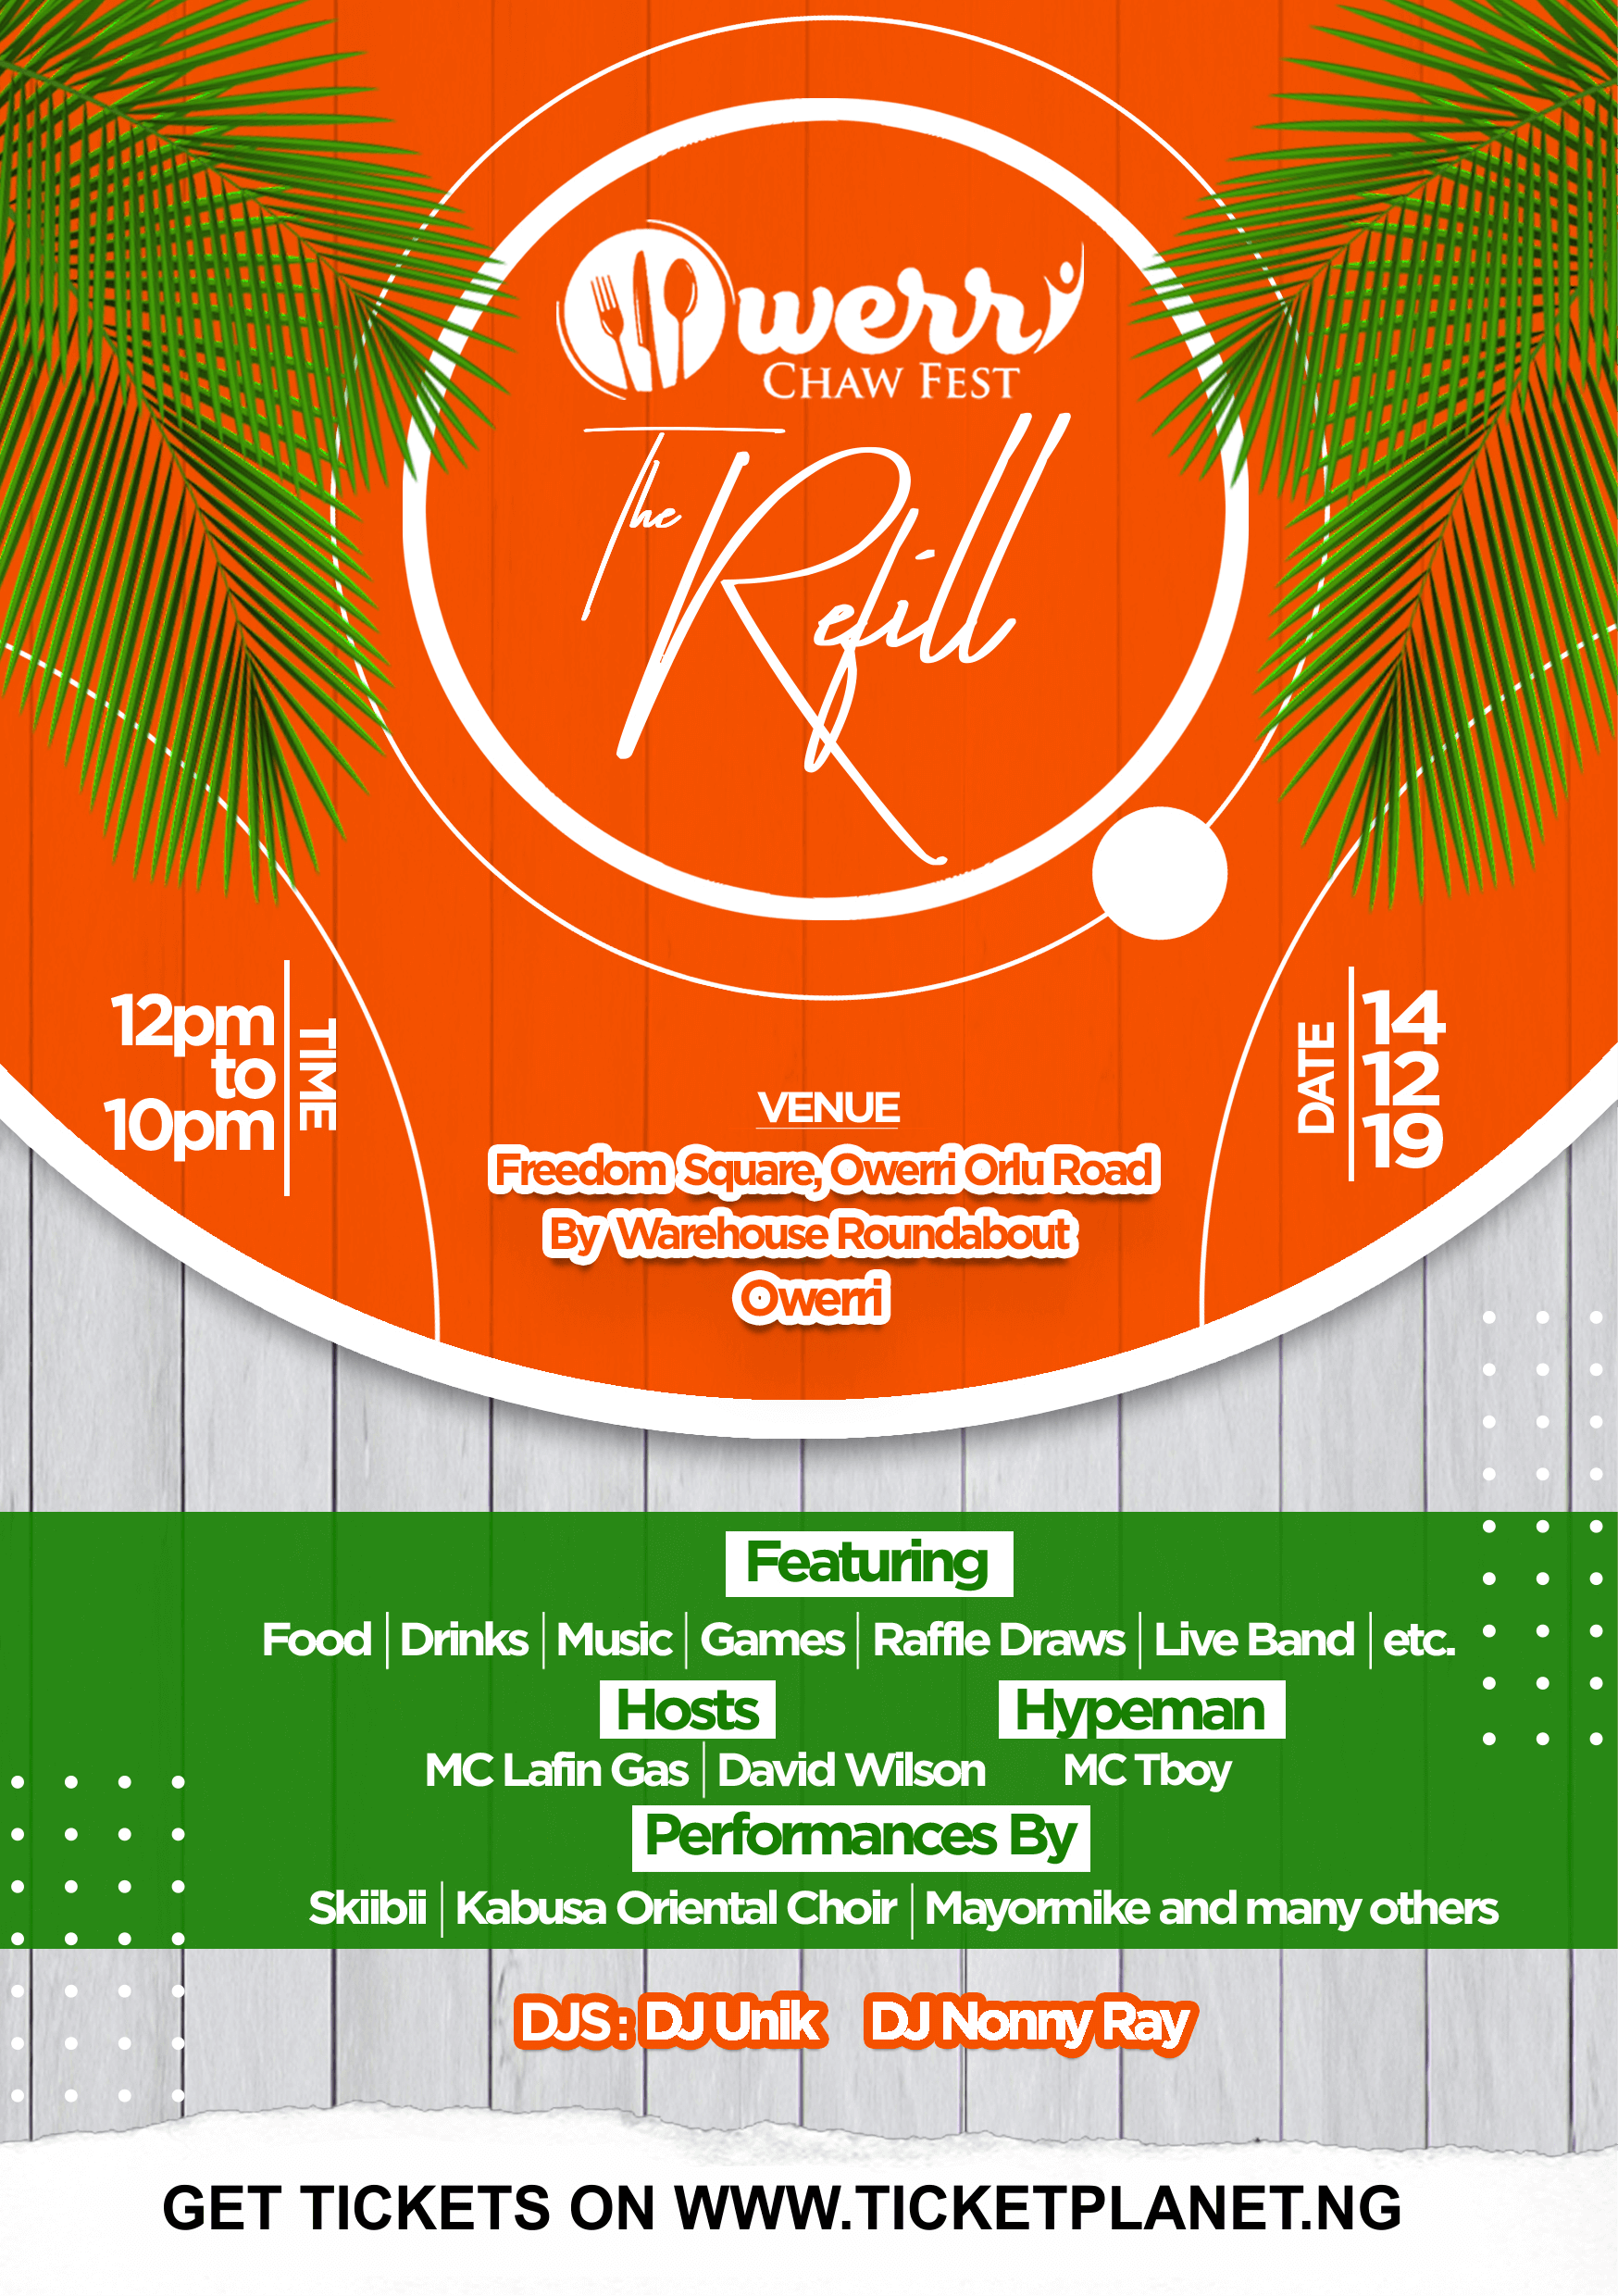 Owerri
CHAW FEST
The Refill
12pm
to
10pm
TIME
DATE
14
12
19
VENUE
Freedom Square, Owerri Orlu Road
By Warehouse Roundabout
Owerri
Featuring
Food | Drinks | Music | Games | Raffle Draws | Live Band | etc.
Hosts
Hypeman
MC Lafin Gas | David Wilson
MC Tboy
Performances By
Skiibii | Kabusa Oriental Choir | Mayormike and many others
DJS : DJ Unik DJ Nonny Ray
GET TICKETS ON WWW.TICKETPLANET.NG